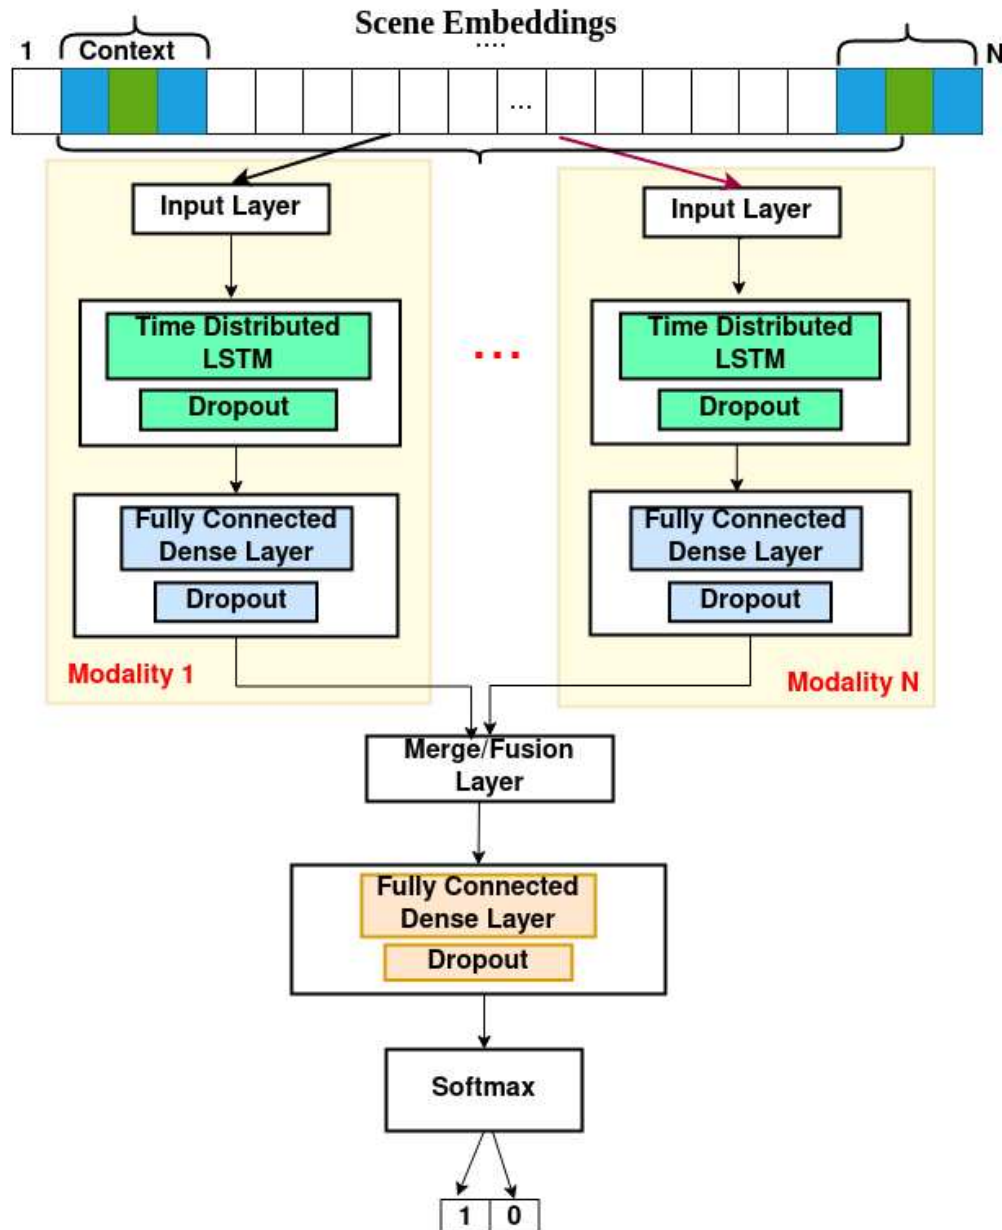 Scene Embeddings
....
1
Context
N
...
Input Layer
Input Layer
Time Distributed
LSTM
Dropout
...
Time Distributed
LSTM
Dropout
Fully Connected
Dense Layer
Dropout
Fully Connected
Dense Layer
Dropout
Modality 1
Modality N
Merge/Fusion
Layer
Fully Connected
Dense Layer
Dropout
Softmax
1 0